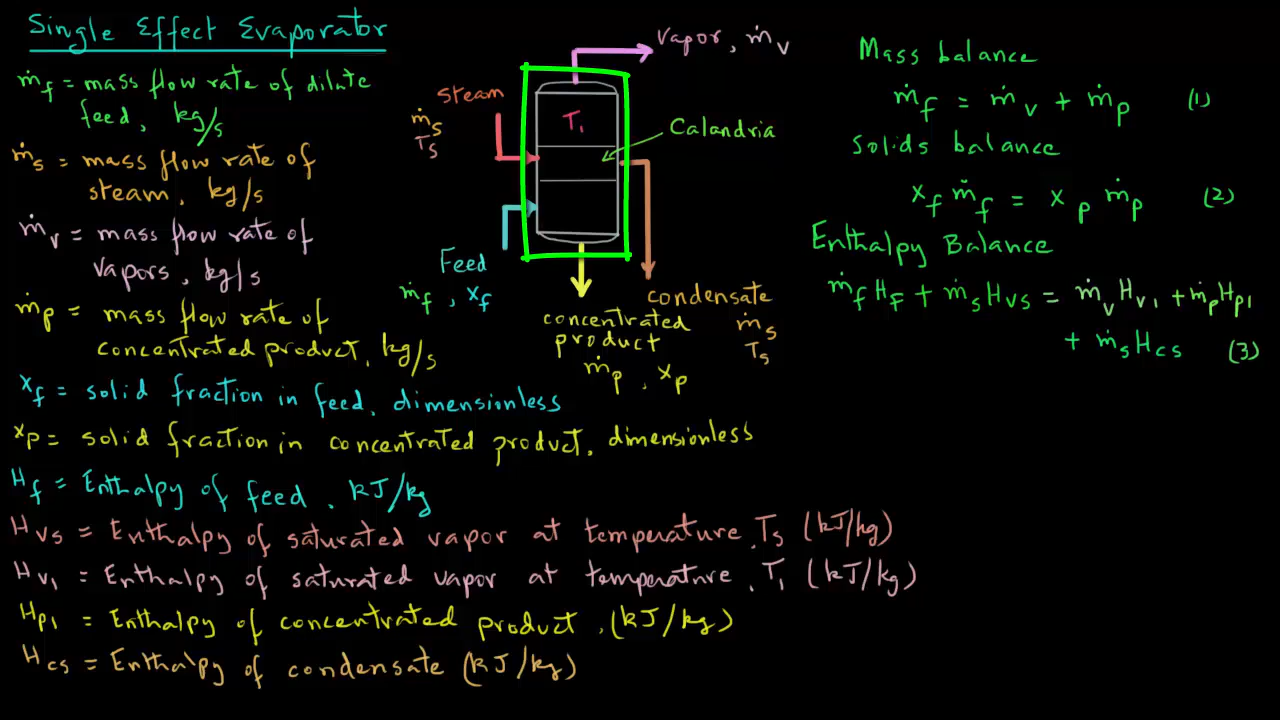 Single Effect Evaporator
ṁf = mass flow rate of dilute
feed, kg/s
ṁs = mass flow rate of
steam, kg/s
ṁv = mass flow rate of
vapors, kg/s
ṁp = mass flow rate of
concentrated product, kg/s
xf = solid fraction in feed, dimensionless
xp = solid fraction in concentrated product, dimensionless
Hf = Enthalpy of feed, kJ/kg
Hvs = Enthalpy of saturated vapor at temperature, Ts (kJ/kg)
Hv1 = Enthalpy of saturated vapor at temperature, T1 (kJ/kg)
Hp1 = Enthalpy of concentrated product, (kJ/kg)
Hcs = Enthalpy of condensate (kJ/kg)
Vapor, ṁv
steam
ṁs
Ts
T1
Calandria
Feed
ṁf, xf
concentrated
product
ṁp, xp
condensate
ṁs
Ts
Mass balance
ṁf = ṁv + ṁp (1)
Solids balance
xf ṁf = xp ṁp (2)
Enthalpy Balance
ṁf Hf + ṁs Hvs = ṁv Hv1 + ṁp Hp1
+ ṁs Hcs (3)